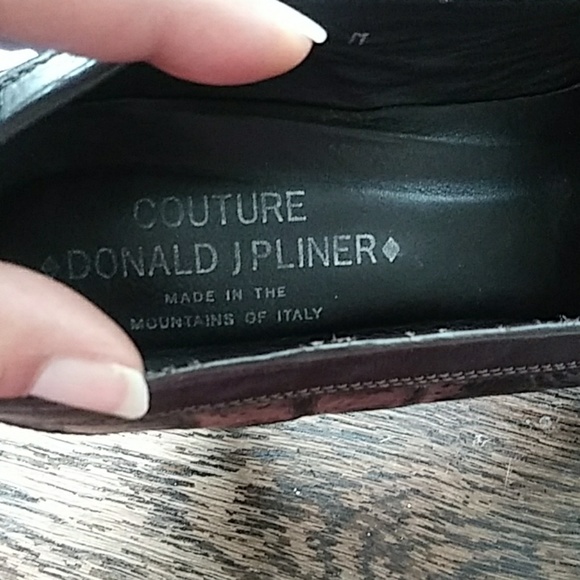 COUTURE
♦DONALD J PLINER♦
MADE IN THE
MOUNTAINS OF ITALY